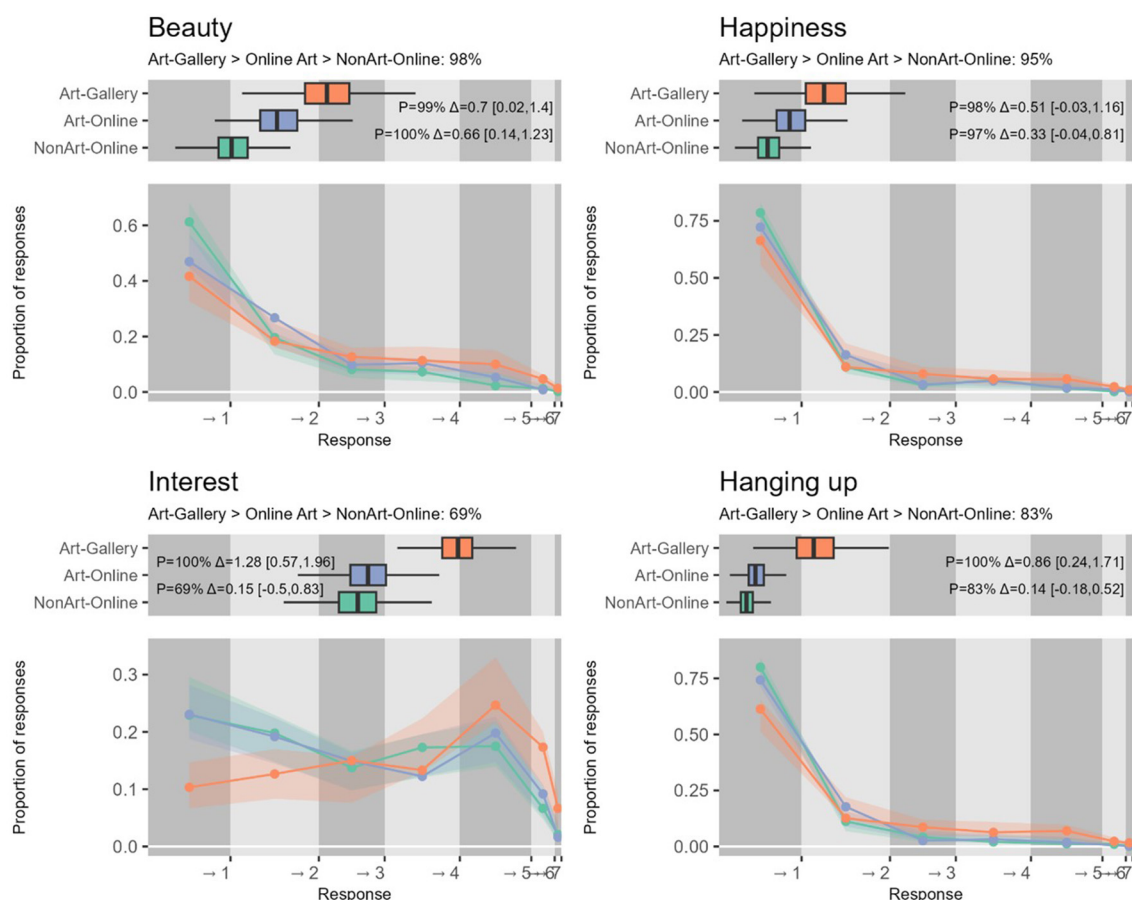 Beauty
Art-Gallery > Online Art > NonArt-Online: 98%
Art-Gallery
P=99% Δ=0.7 [0.02,1.4]
Art-Online
P=100% Δ=0.66 [0.14,1.23]
NonArt-Online
Proportion of responses
0.6
0.4
0.2
0.0
→ 1 → 2 → 3 → 4 → 5 → 6 7
Response
Happiness
Art-Gallery > Online Art > NonArt-Online: 95%
Art-Gallery
P=98% Δ=0.51 [-0.03,1.16]
Art-Online
P=97% Δ=0.33 [-0.04,0.81]
NonArt-Online
Proportion of responses
0.75
0.50
0.25
0.00
→ 1 → 2 → 3 → 4 → 5 → 6 7
Response
Interest
Art-Gallery > Online Art > NonArt-Online: 69%
Art-Gallery
P=100% Δ=1.28 [0.57,1.96]
Art-Online
P=69% Δ=0.15 [-0.5,0.83]
NonArt-Online
Proportion of responses
0.3
0.2
0.1
0.0
→ 1 → 2 → 3 → 4 → 5 → 6 7
Response
Hanging up
Art-Gallery > Online Art > NonArt-Online: 83%
Art-Gallery
P=100% Δ=0.86 [0.24,1.71]
Art-Online
P=83% Δ=0.14 [-0.18,0.52]
NonArt-Online
Proportion of responses
0.75
0.50
0.25
0.00
→ 1 → 2 → 3 → 4 → 5 → 6 7
Response